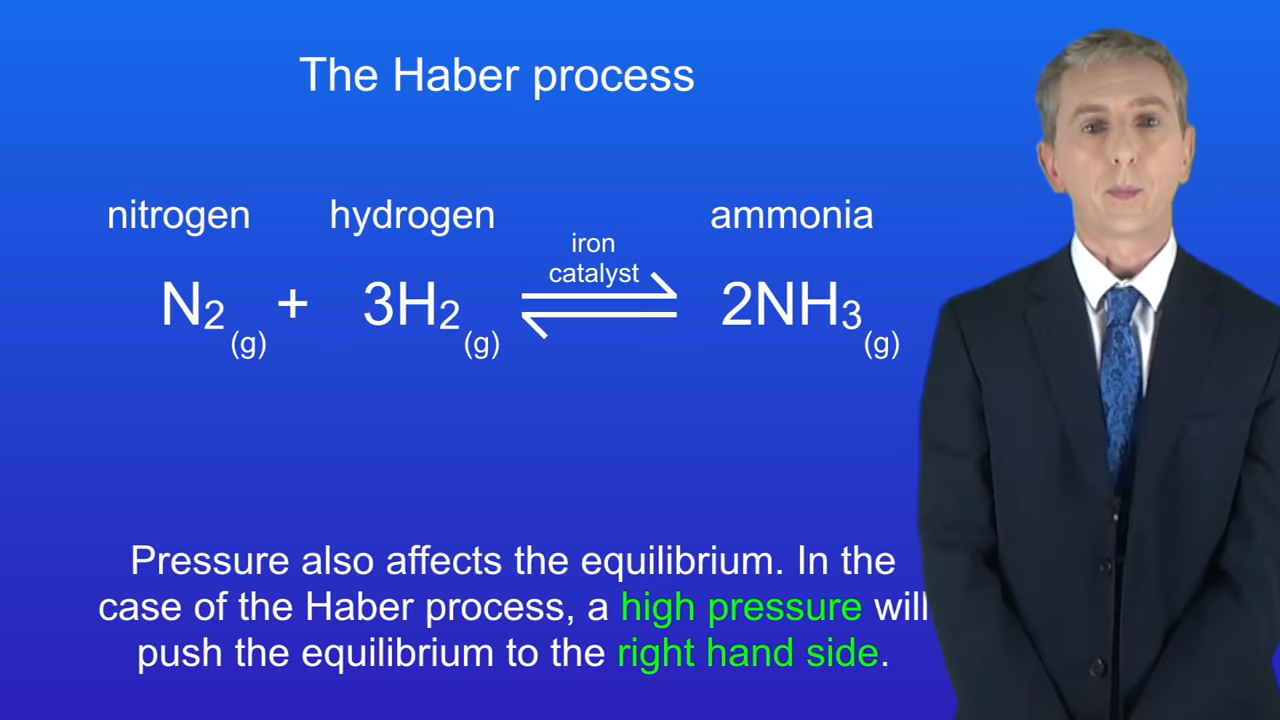 The Haber process
nitrogen hydrogen ammonia
iron
catalyst
N2(g) + 3H2(g) ⇌ 2NH3(g)
Pressure also affects the equilibrium. In the
case of the Haber process, a high pressure will
push the equilibrium to the right hand side.